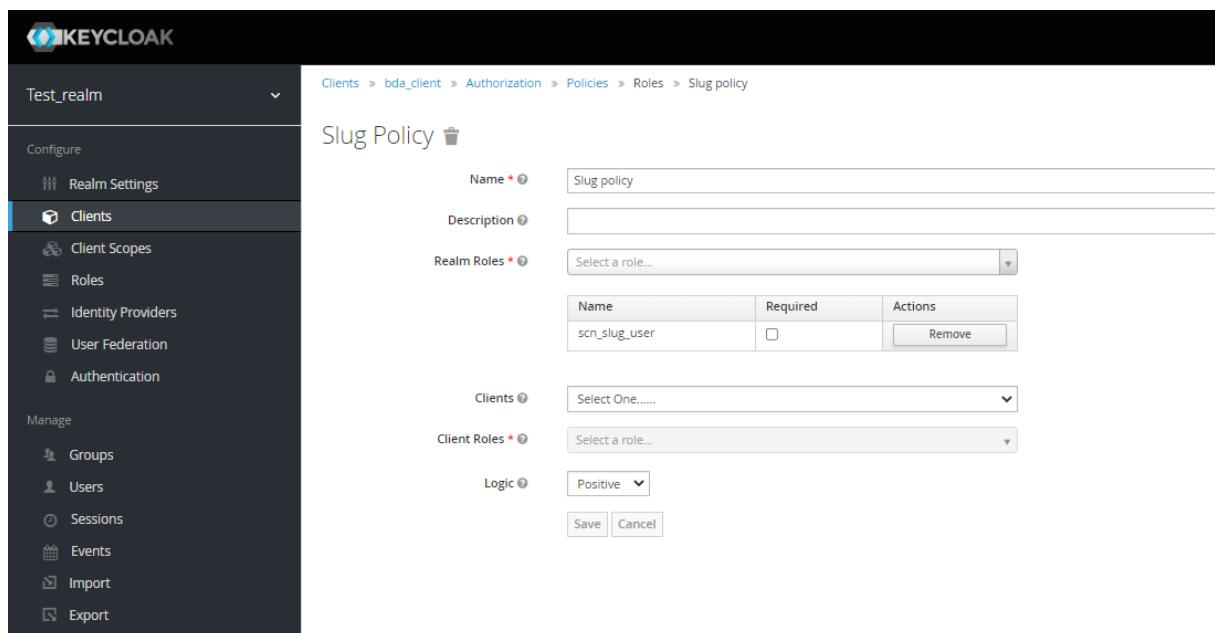 KEYCLOAK
Test_realm
Configure
Realm Settings
Clients
Client Scopes
Roles
Identity Providers
User Federation
Authentication
Manage
Groups
Users
Sessions
Events
Import
Export
Clients » bda_client » Authorization » Policies » Roles » Slug policy
Slug Policy
Name * Slug policy
Description
Realm Roles * Select a role...
Name Required Actions
scn_slug_user Remove
Clients Select One......
Client Roles * Select a role...
Logic Positive
Save Cancel